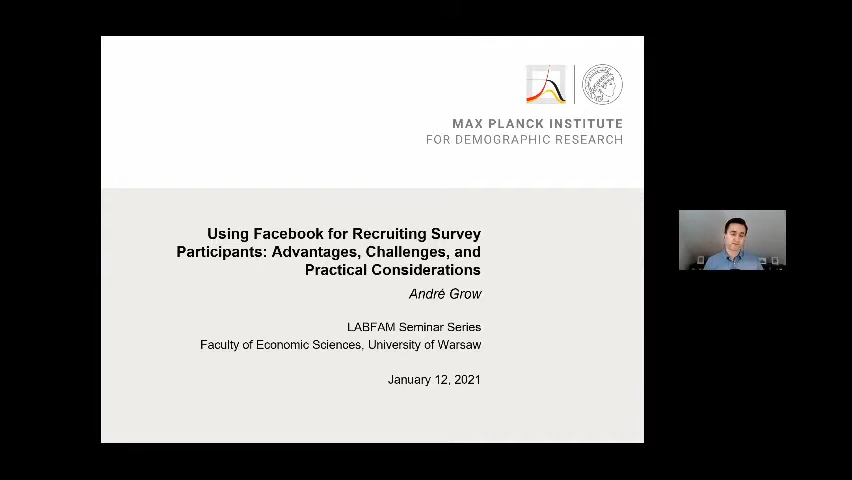 MAX PLANCK INSTITUTE
FOR DEMOGRAPHIC RESEARCH
Using Facebook for Recruiting Survey
Participants: Advantages, Challenges, and
Practical Considerations
André Grow
LABFAM Seminar Series
Faculty of Economic Sciences, University of Warsaw
January 12, 2021